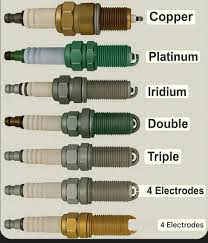 Copper
Platinum
Iridium
Double
Triple
4 Electrodes
4 Electrodes